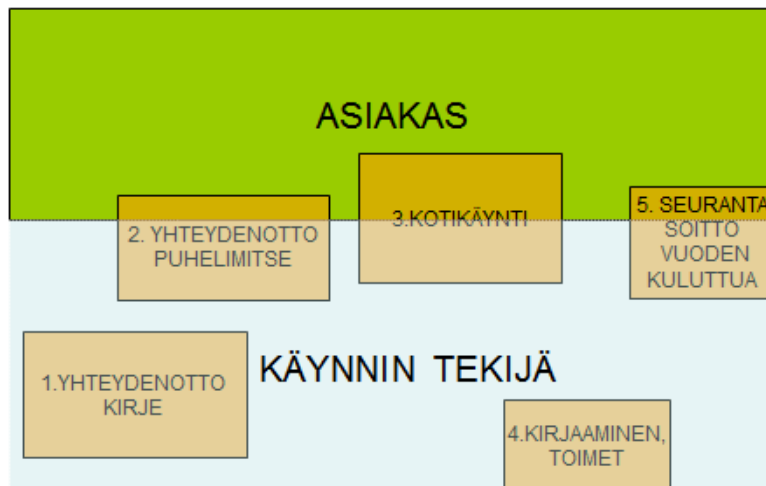 ASIAKAS
2. YHTEYDENOTTO
PUHELIMITSE
3.KOTIKÄYNTI
5. SEURANTA
SOITTO
VUODEN
KULUTTUA
1.YHTEYDENOTTO
KIRJE
KÄYNNIN TEKIJÄ
4.KIRJAAMINEN,
TOIMET